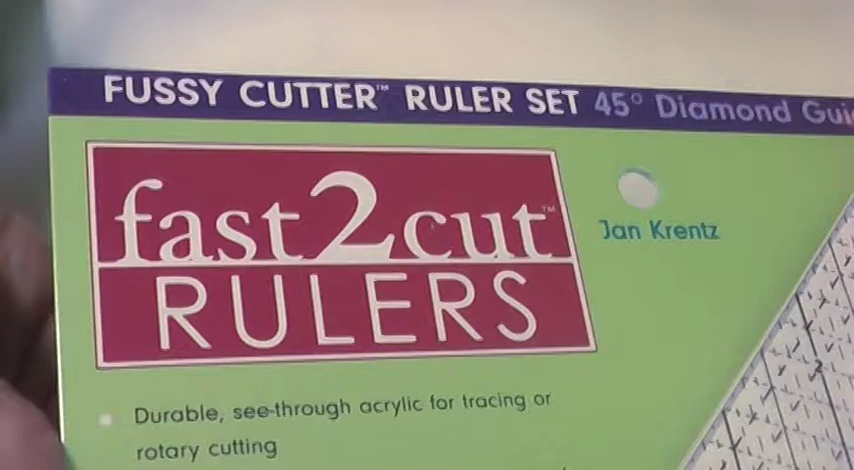 FUSSY CUTTER™ RULER SET 45° Diamond
fast2cut™
RULERS
Jan Krentz
Durable, see-through acrylic for tracing or
rotary cutting